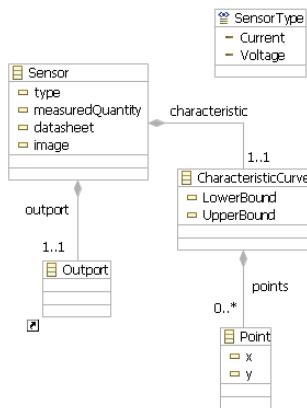 SensorType
Current
Voltage
Sensor
type
measuredQuantity
datasheet
image
characteristic
1..1
CharacteristicCurve
LowerBound
UpperBound
outport
1..1
Outport
points
0..*
Point
x
y